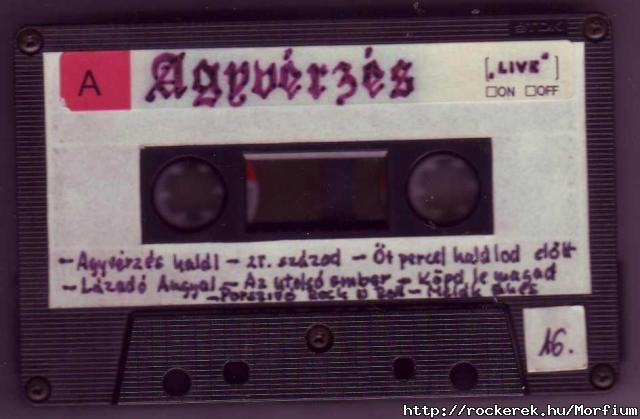 A Agyvérzés [„LIVE"]
□ON □OFF
- Agyvérzés haldl - 21. század - Öt perccel halálod előtt
- Lázadó Angyal - Az utolsó ember - Köpd le magad
- Porszívó Rock n Roll -
16.
http://rockerek.hu/Morfium